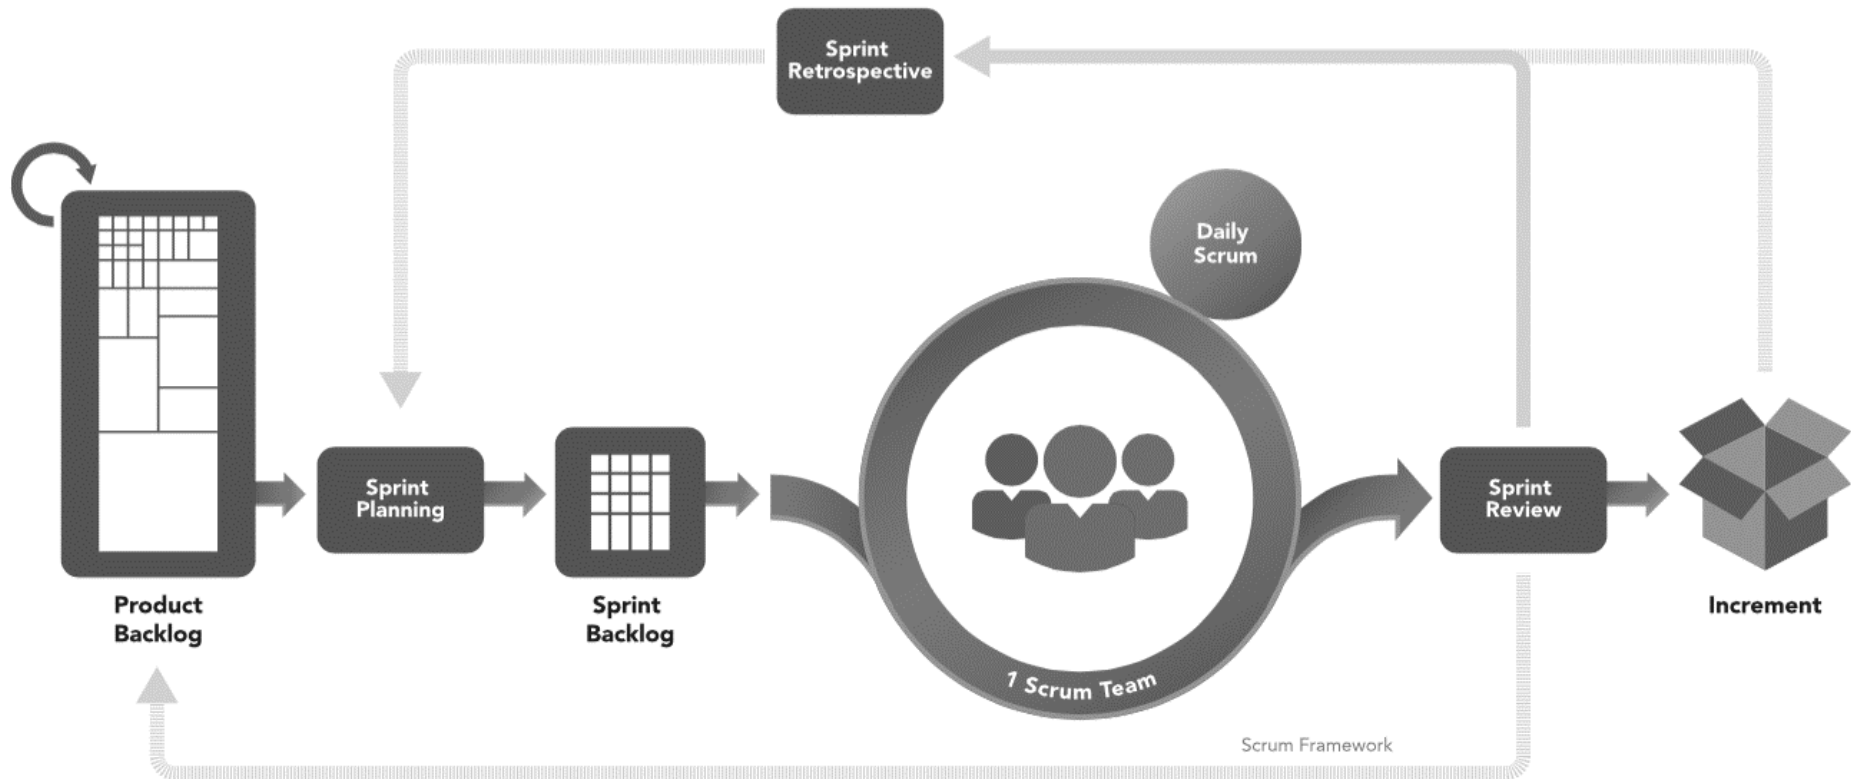 Sprint
Retrospective
Daily
Scrum
Sprint
Planning
Sprint
Review
Product
Backlog
Sprint
Backlog
Increment
1 Scrum Team
Scrum Framework